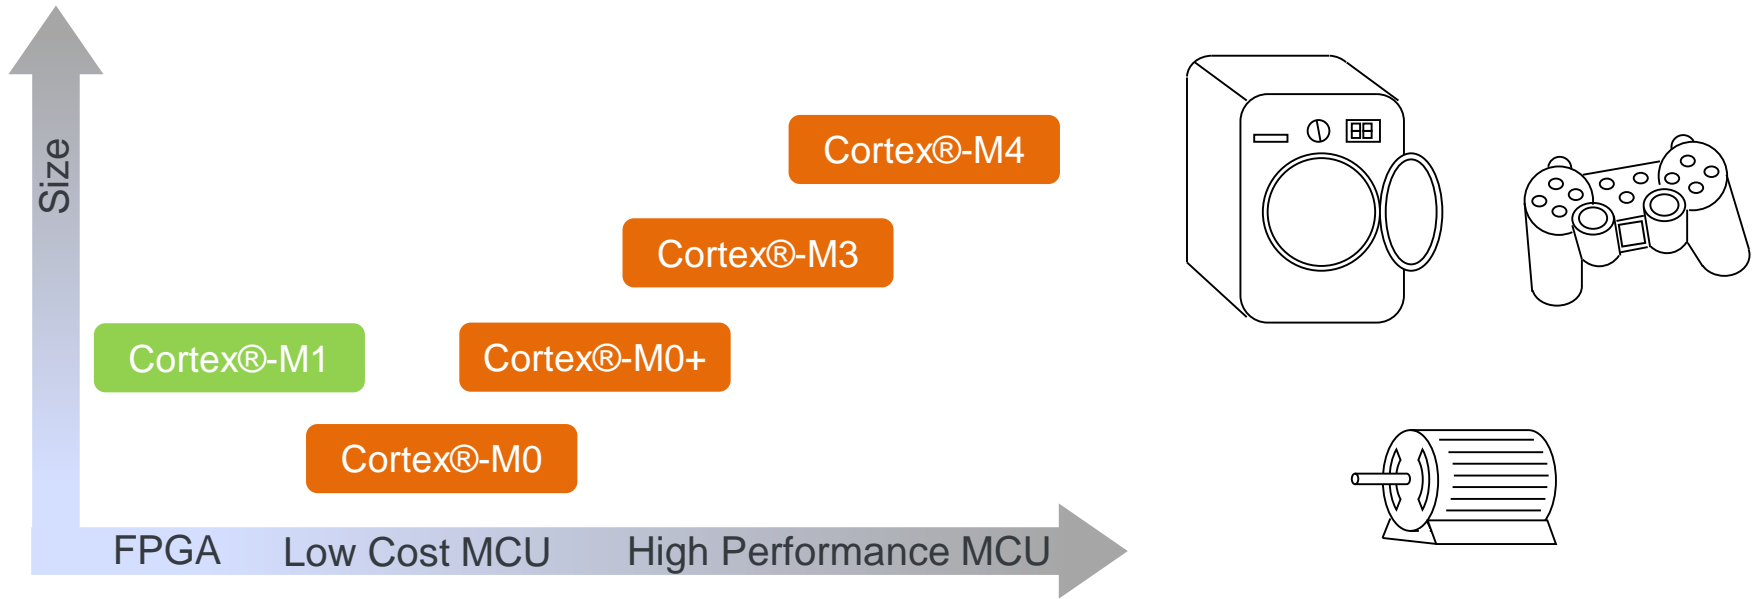 Size
Cortex®-M4
Cortex®-M3
Cortex®-M1
Cortex®-M0+
Cortex®-M0
FPGA
Low Cost MCU
High Performance MCU